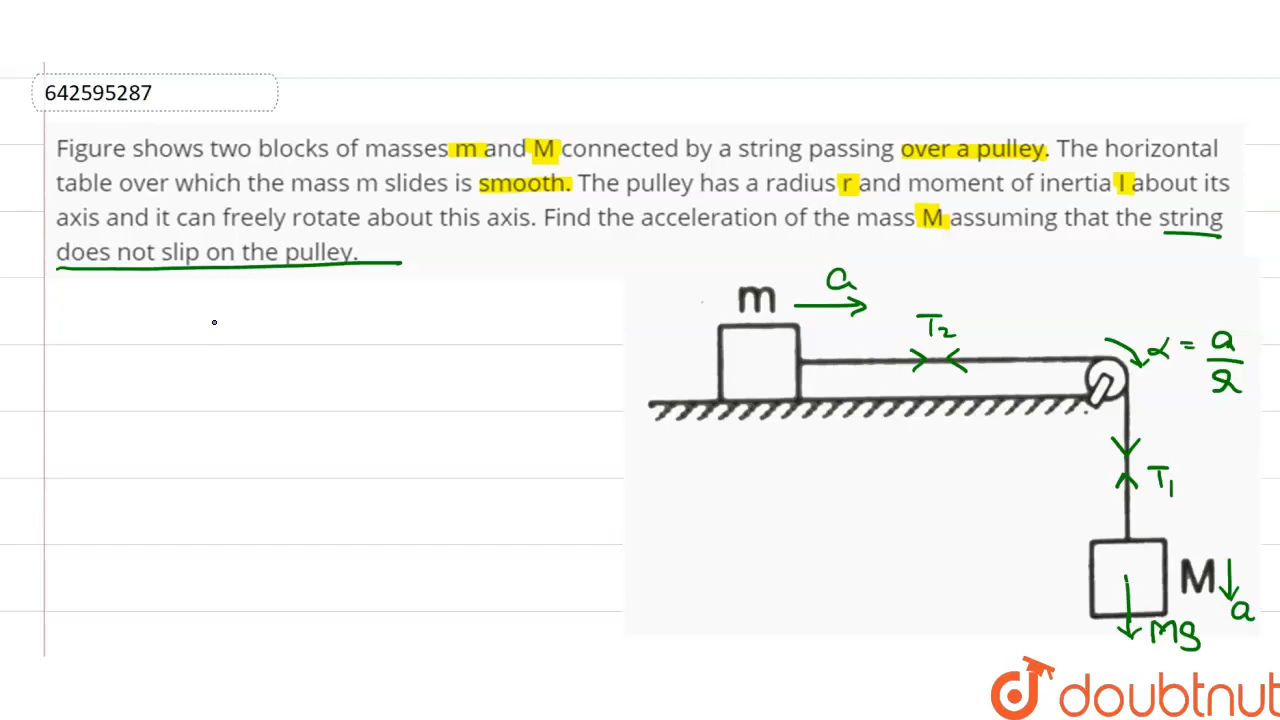 642595287
Figure shows two blocks of masses m and M connected by a string passing over a pulley. The horizontal
table over which the mass m slides is smooth. The pulley has a radius r and moment of inertia I about its
axis and it can freely rotate about this axis. Find the acceleration of the mass M assuming that the string
does not slip on the pulley.
a
m
T2
α = a/r
T1
M
a
Mg
doubtnut